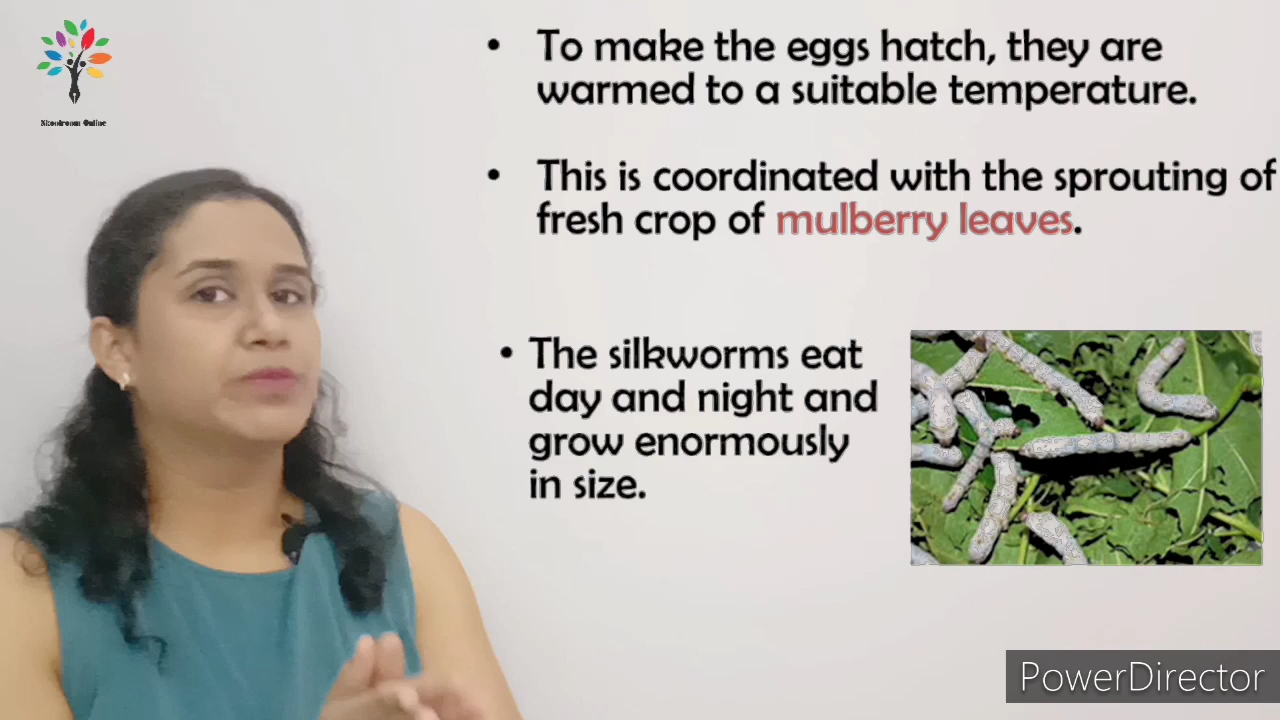 To make the eggs hatch, they are
warmed to a suitable temperature.
This is coordinated with the sprouting of
fresh crop of mulberry leaves.
The silkworms eat
day and night and
grow enormously
in size.
Online
PowerDirector